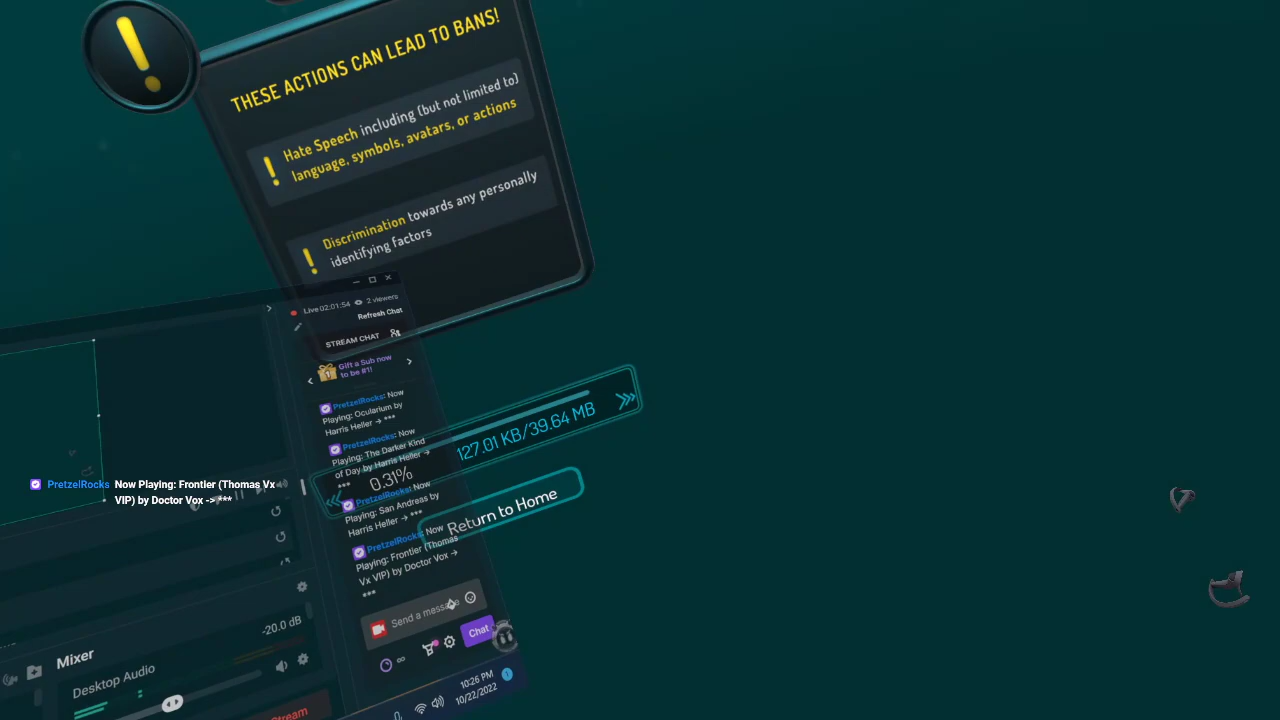 THESE ACTIONS CAN LEAD TO BANS!
Hate Speech including (but not limited to)
language, symbols, avatars, or actions
Discrimination towards any personally
identifying factors
Live 02:01:54 2 viewers
Refresh Chat
STREAM CHAT
Gift a Sub now
to be #1!
PretzelRocks: Now
Playing: Ocularium by
Harris Heller -> ***
PretzelRocks: Now
Playing: The Darker Kind
of Day by Harris Heller ->
***
PretzelRocks: Now
Playing: San Andreas by
Harris Heller -> ***
PretzelRocks: Now
Playing: Frontier (Thomas
Vx VIP) by Doctor Vox ->
***
Send a message
Chat
0.31%
127.01 KB/39.64 MB
Return to Home
PretzelRocks Now Playing: Frontier (Thomas Vx
VIP) by Doctor Vox -> ***
Mixer
-20.0 dB
Desktop Audio
Stream
10:26 PM
10/22/2022
1